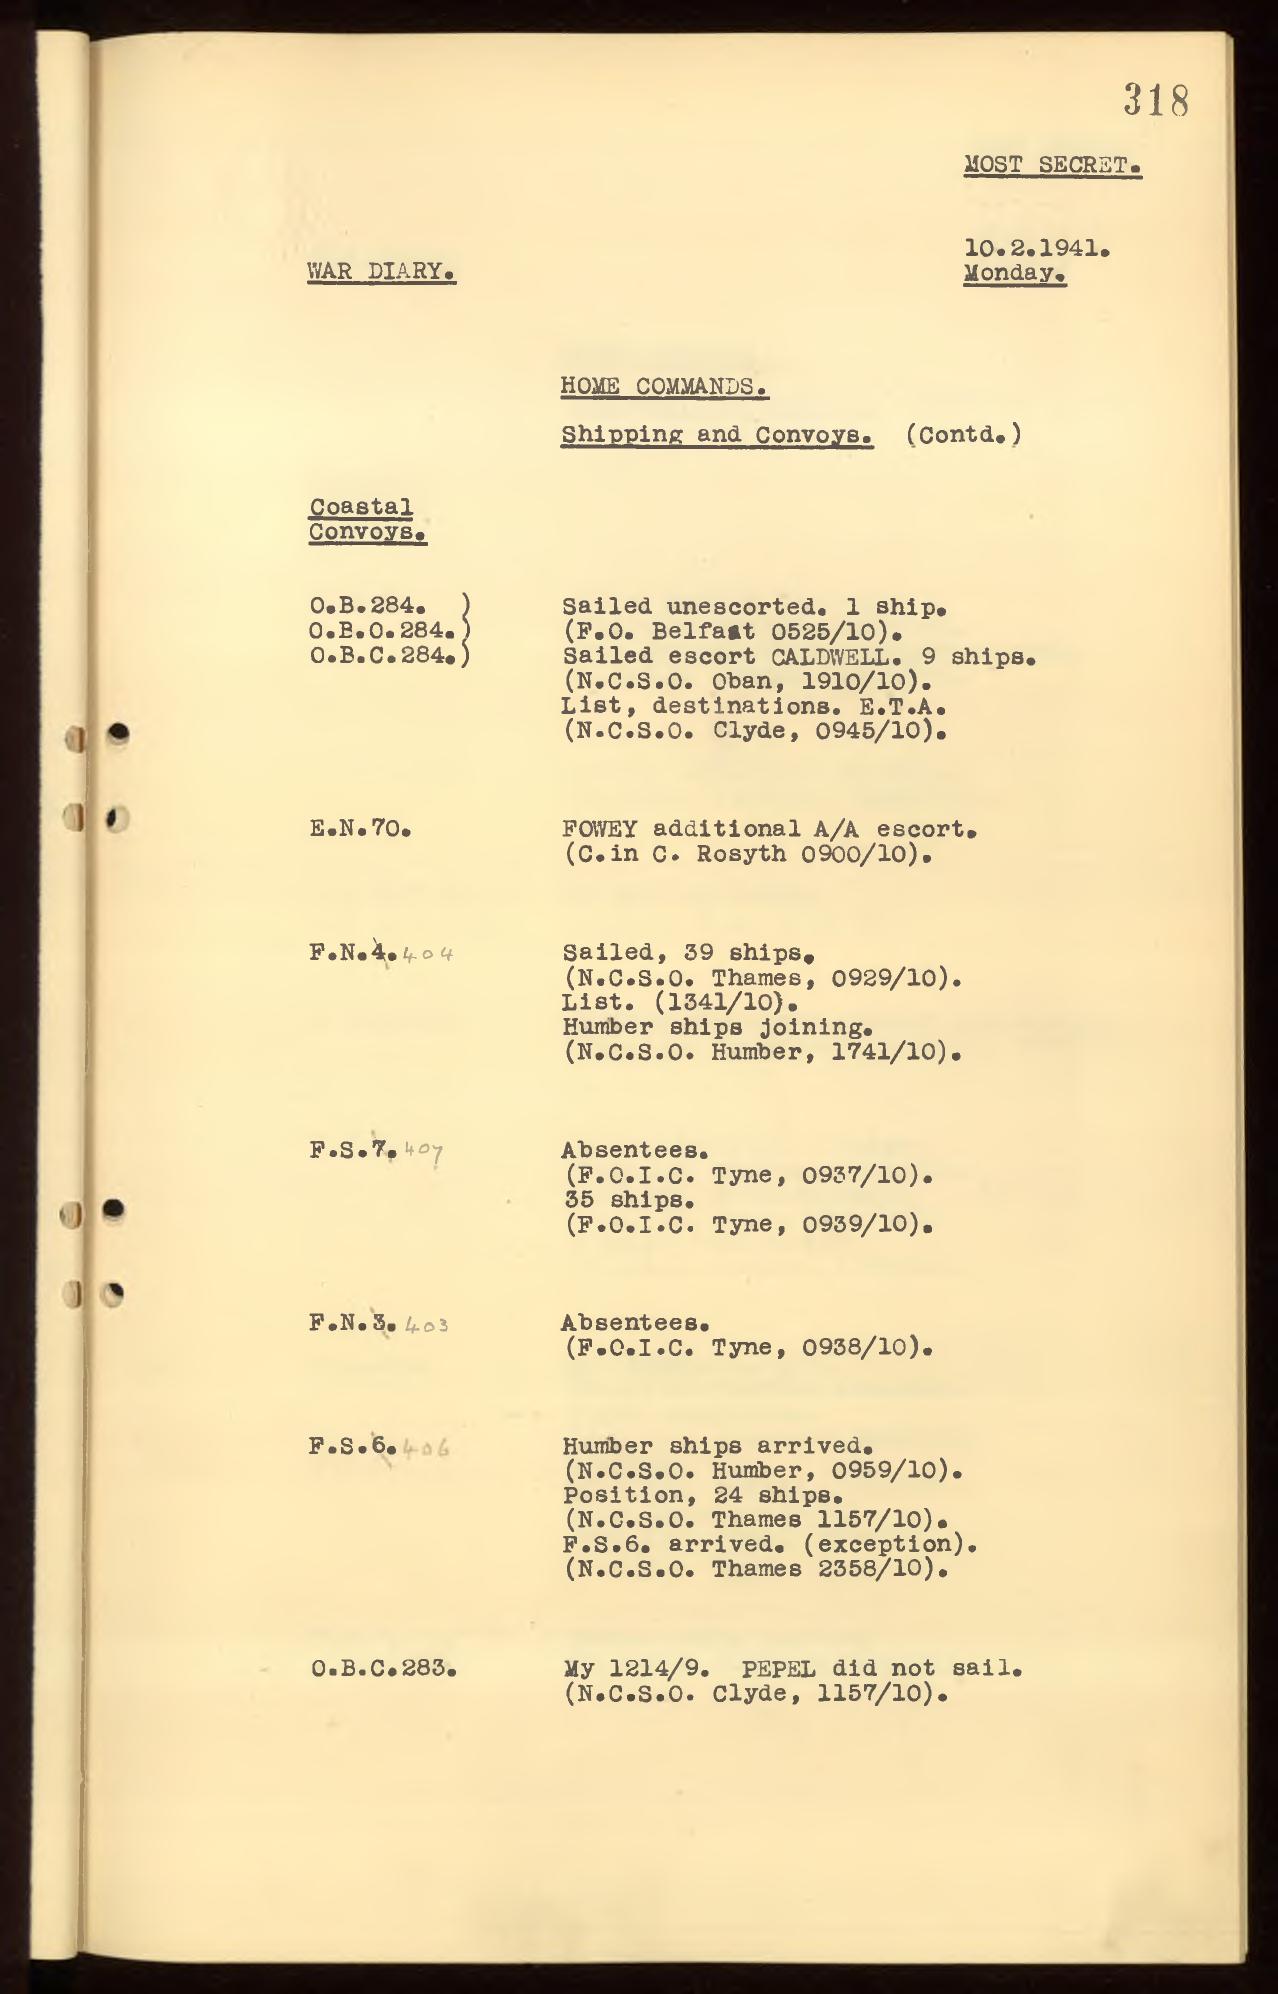 318
MOST SECRET.
10.2.1941.
WAR DIARY.
Monday.
HOME COMMANDS.
Shipping and Convoys. (Contd.)
Coastal
Convoys.
O.B.284. ) Sailed unescorted. 1 ship.
O.B.O.284.) (F.O. Belfast 0525/10).
O.B.C.284.) Sailed escort CALDWELL. 9 ships.
(N.C.S.O. Oban, 1910/10).
List, destinations. E.T.A.
(N.C.S.O. Clyde, 0945/10).
E.N.70. FOWEY additional A/A escort.
(C.in C. Rosyth 0900/10).
F.N.4. 404 Sailed, 39 ships.
(N.C.S.O. Thames, 0929/10).
List. (1341/10).
Humber ships joining.
(N.C.S.O. Humber, 1741/10).
F.S.7. 407 Absentees.
(F.O.I.C. Tyne, 0937/10).
35 ships.
(F.O.I.C. Tyne, 0939/10).
F.N.3. 403 Absentees.
(F.O.I.C. Tyne, 0938/10).
F.S.6. 406 Humber ships arrived.
(N.C.S.O. Humber, 0959/10).
Position, 24 ships.
(N.C.S.O. Thames 1157/10).
F.S.6. arrived. (exception).
(N.C.S.O. Thames 2358/10).
O.B.C.283. My 1214/9. PEPEL did not sail.
(N.C.S.O. Clyde, 1157/10).